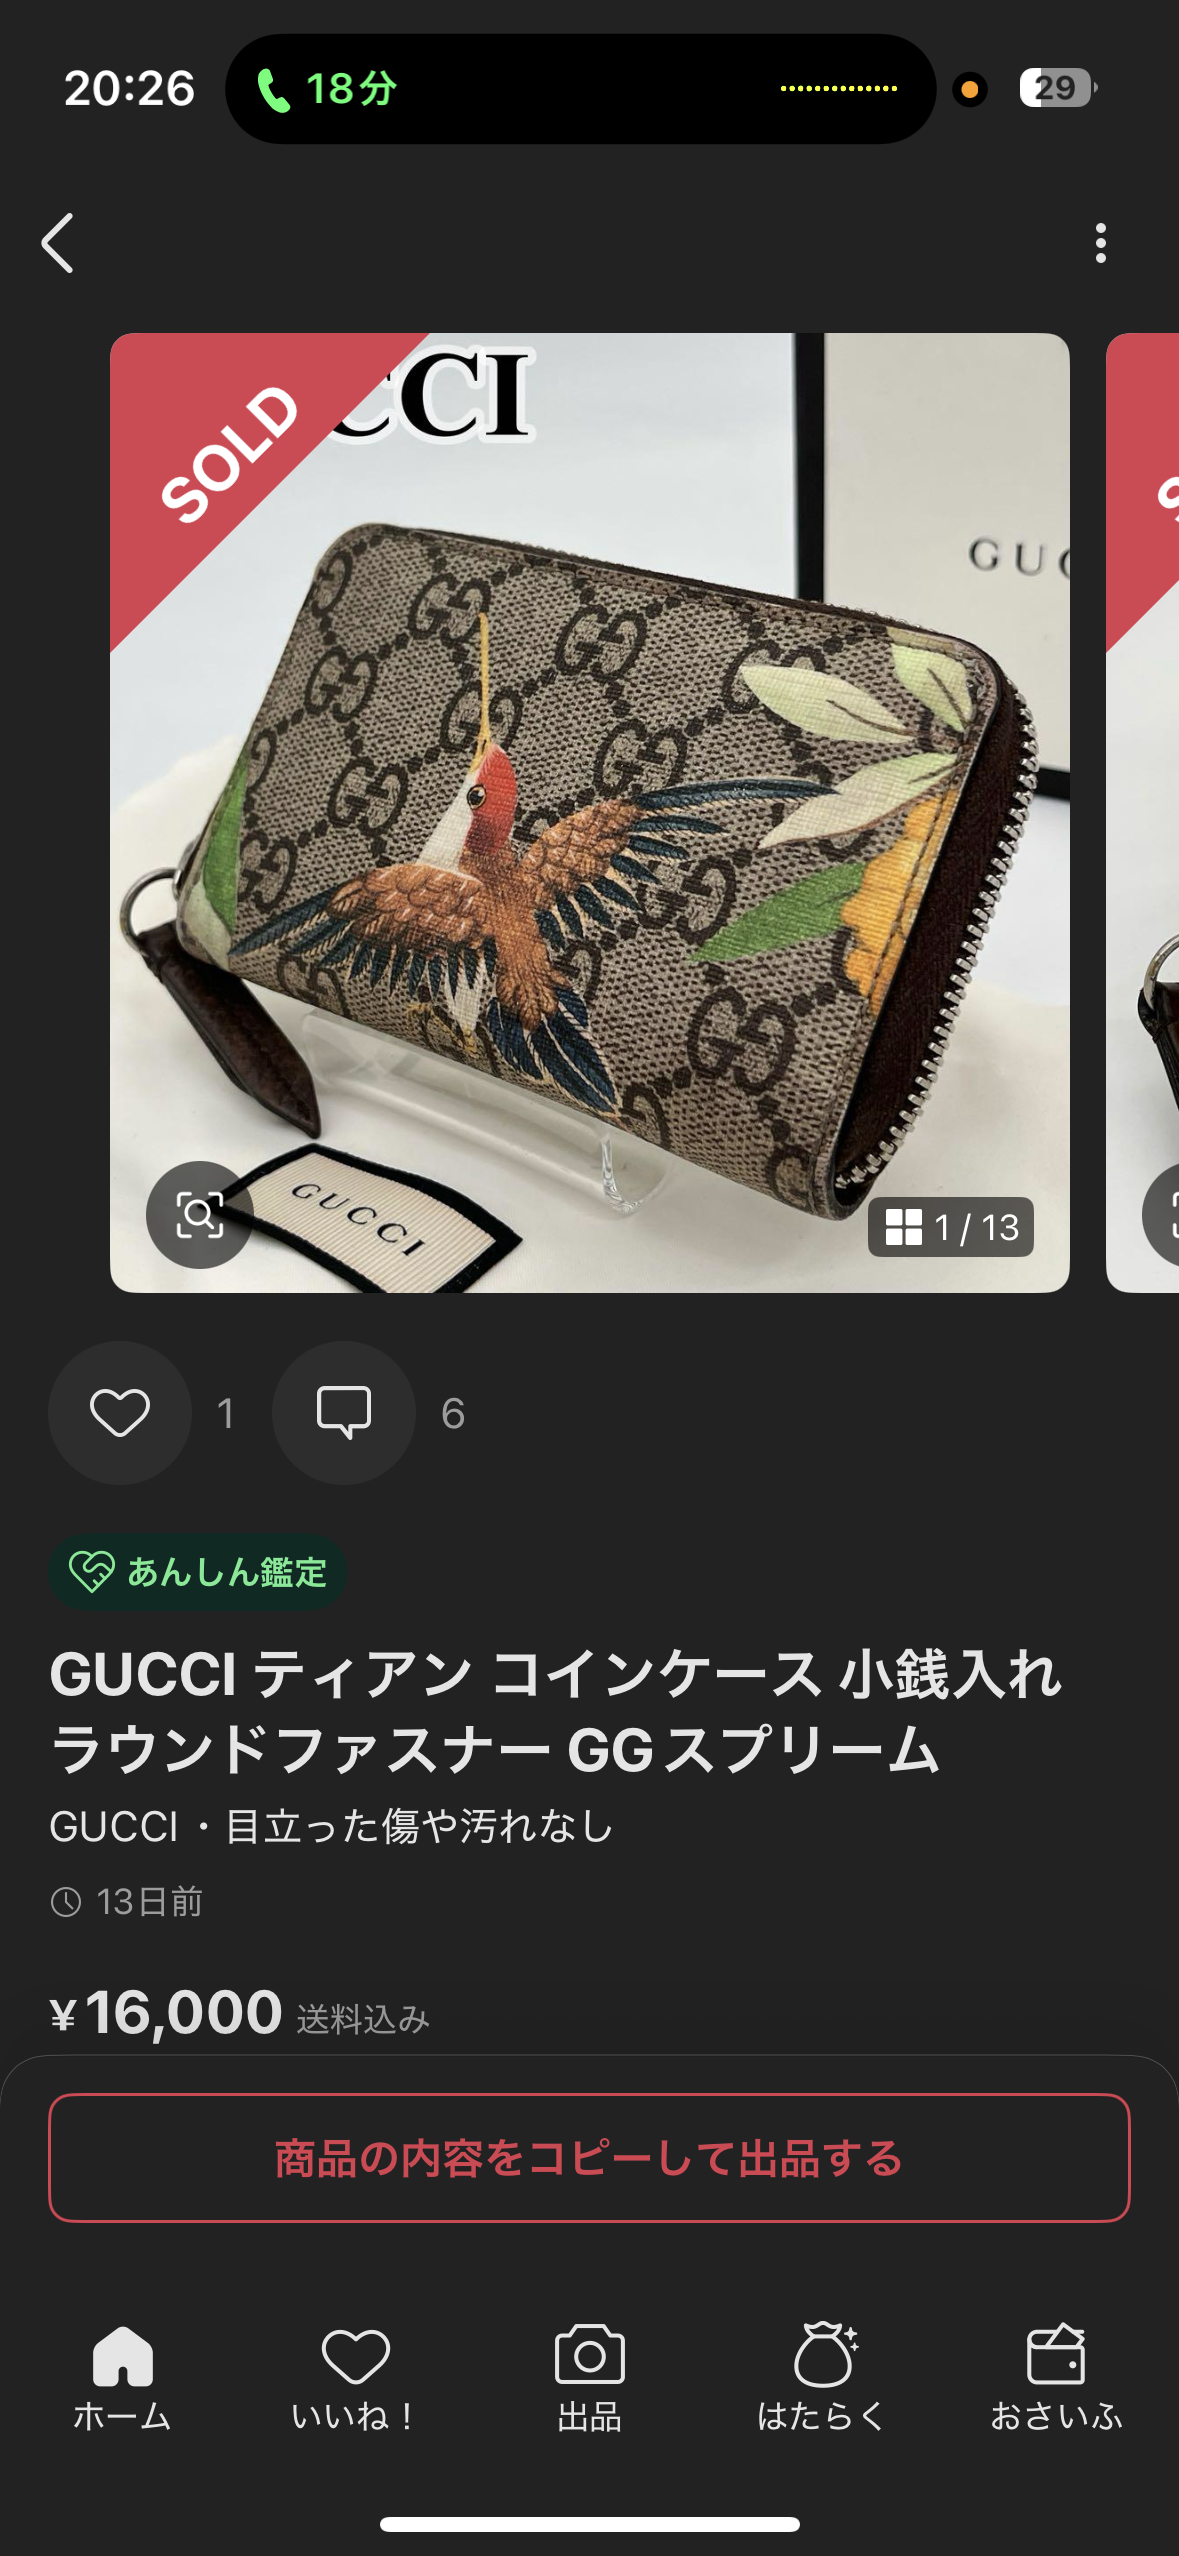 20:26
18分
29
SOLD
CCI
GUC
GUCCI
1 / 13
1
6
あんしん鑑定
GUCCI ティアン コインケース 小銭入れ
ラウンドファスナー GGスプリーム
GUCCI・目立った傷や汚れなし
13日前
¥16,000 送料込み
商品の内容をコピーして出品する
ホーム
いいね！
出品
はたらく
おさいふ